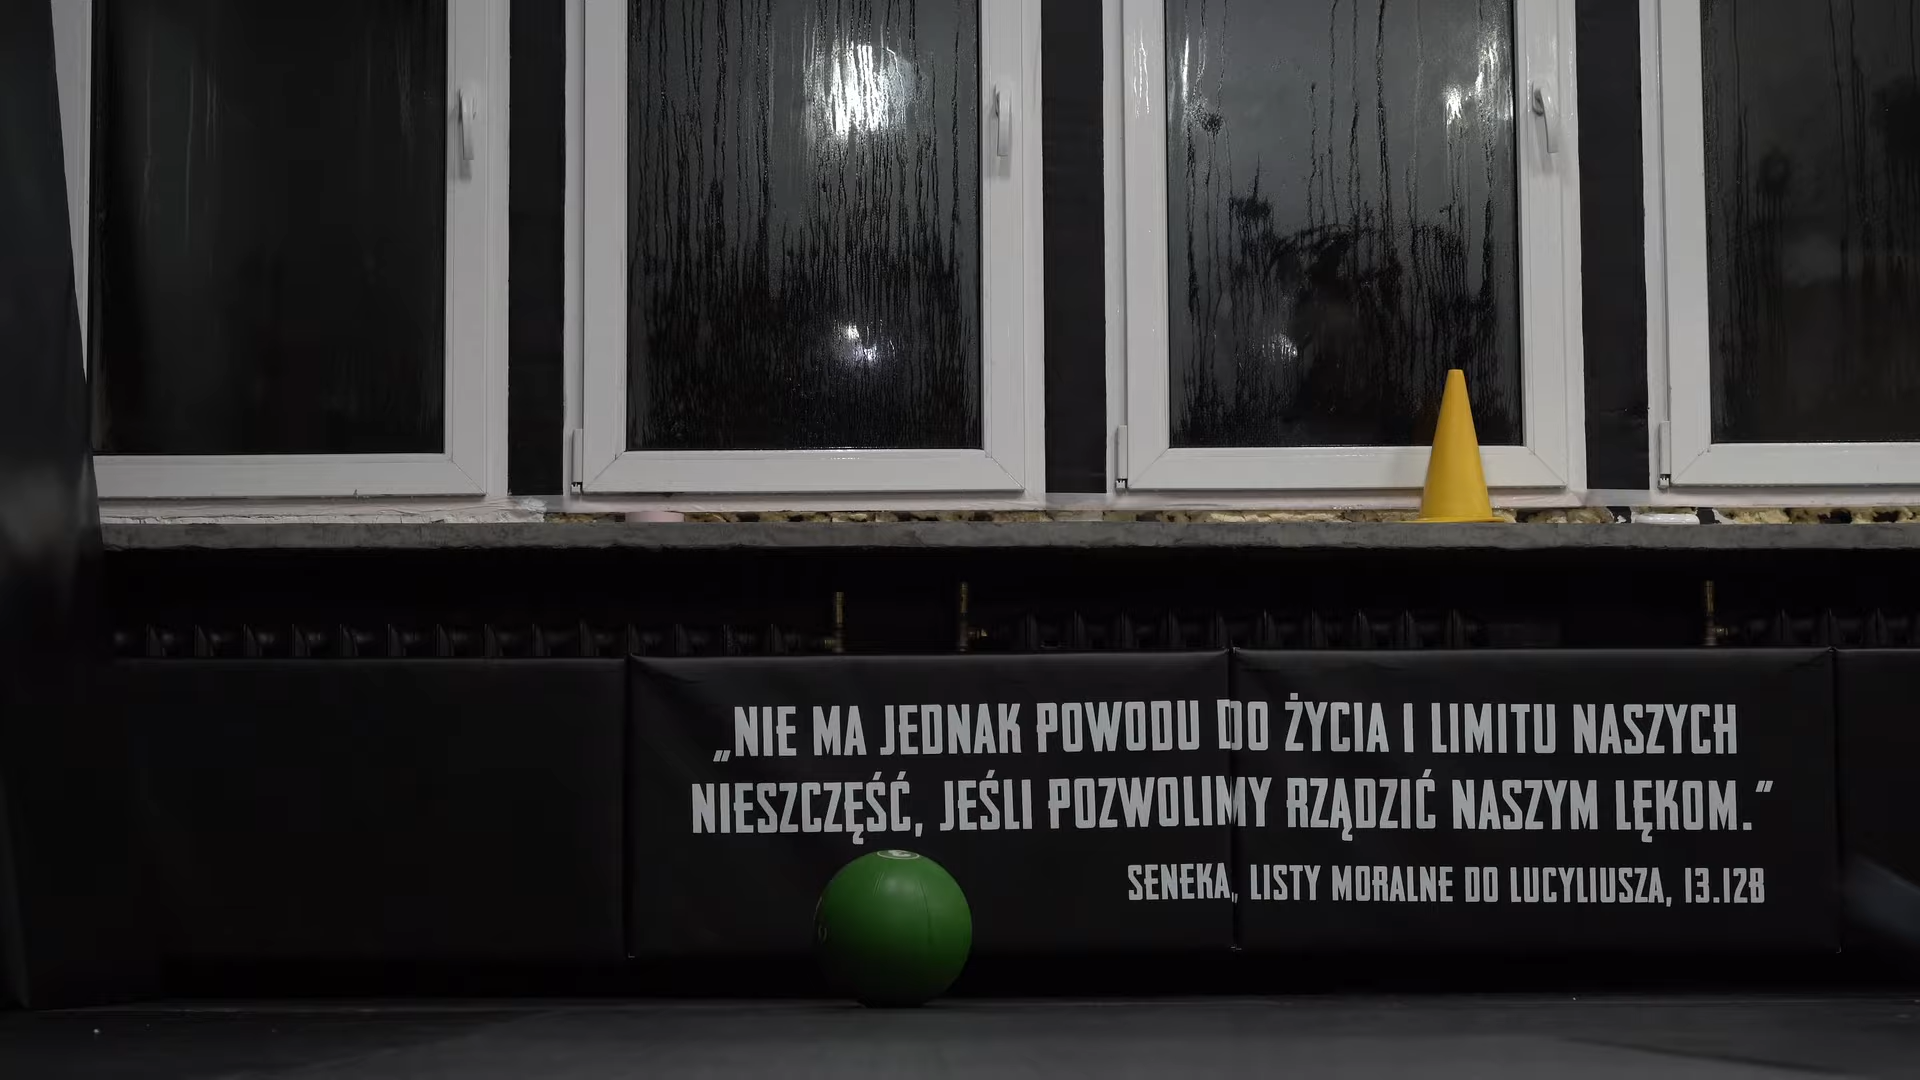 „NIE MA JEDNAK POWODU DO ŻYCIA I LIMITU NASZYCH
NIESZCZĘŚĆ, JEŚLI POZWOLIMY RZĄDZIĆ NASZYM LĘKOM.”
SENEKA, LISTY MORALNE DO LUCYLIUSZA, 13.12B